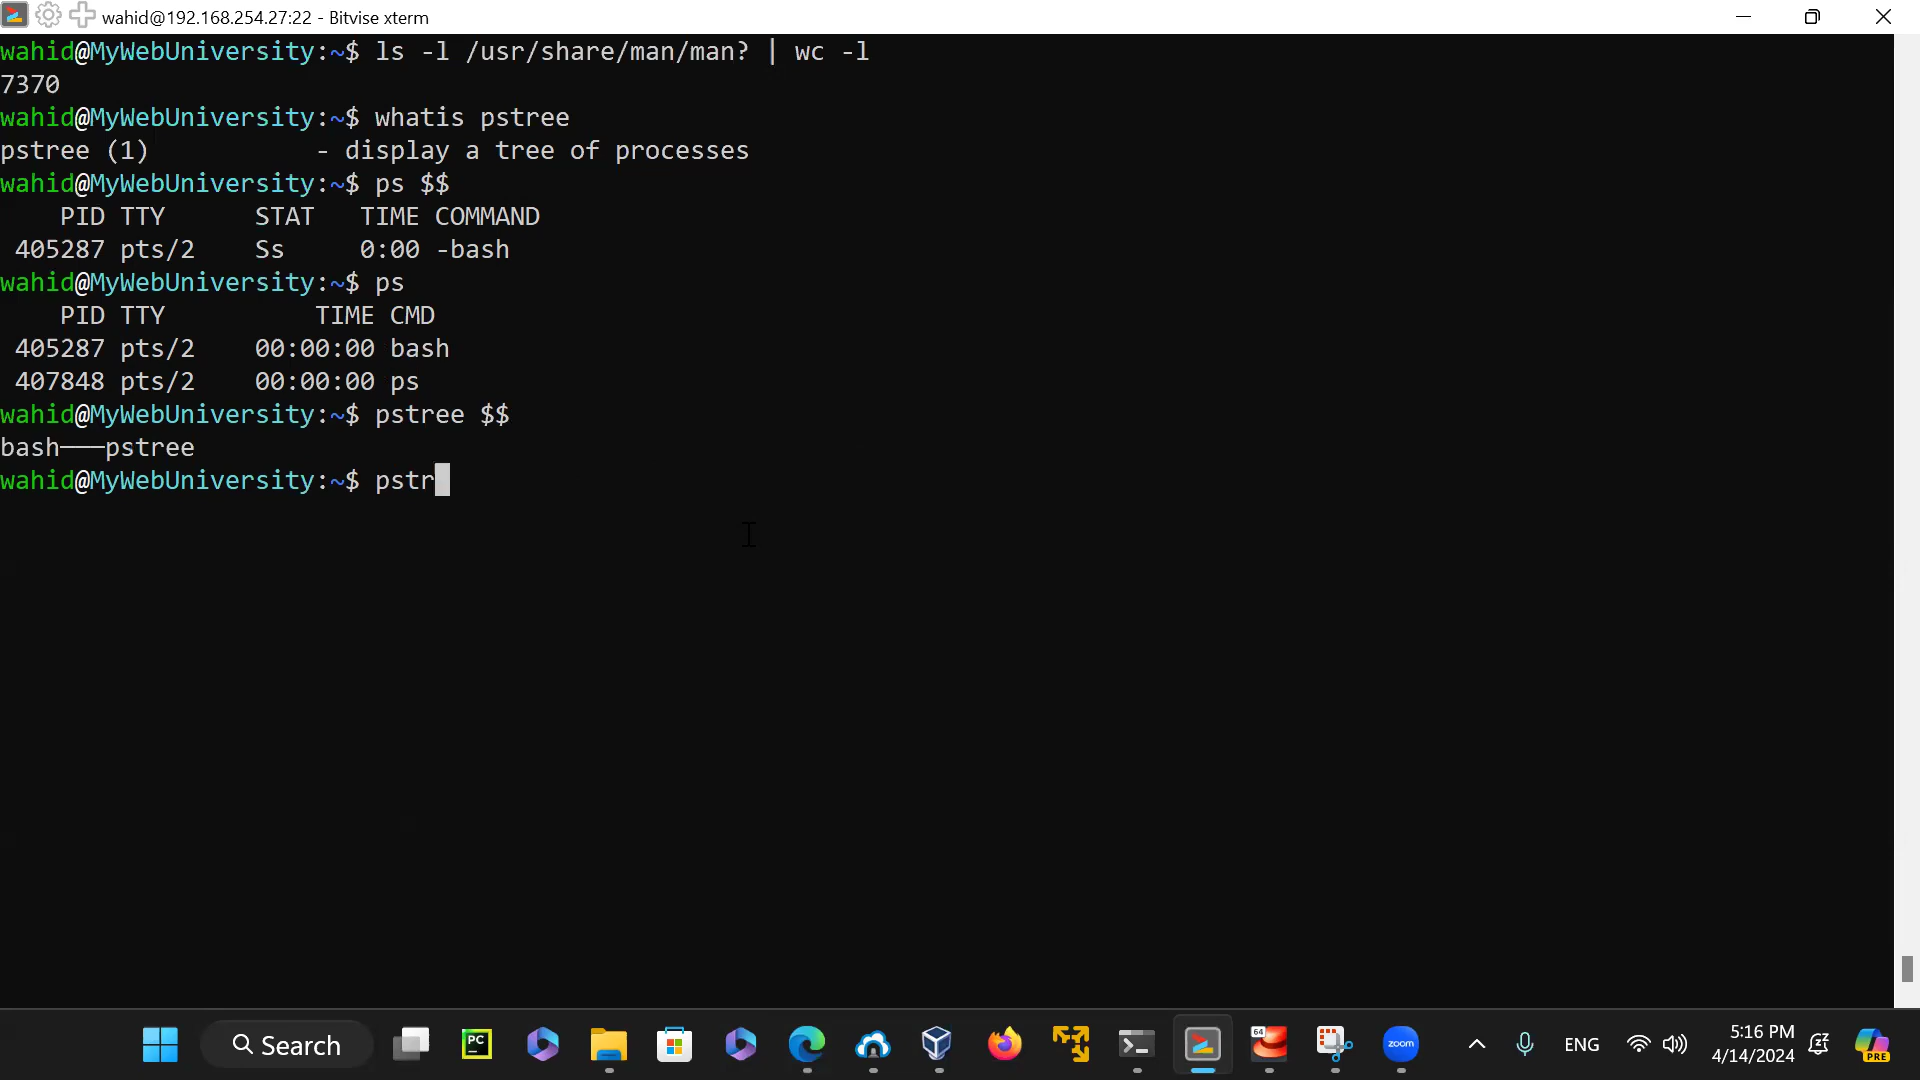 wahid@192.168.254.27:22 - Bitvise xterm
wahid@MyWebUniversity:~$ ls -l /usr/share/man/man? | wc -l
7370
wahid@MyWebUniversity:~$ whatis pstree
pstree (1)           - display a tree of processes
wahid@MyWebUniversity:~$ ps $$
    PID TTY      STAT   TIME COMMAND
 405287 pts/2    Ss     0:00 -bash
wahid@MyWebUniversity:~$ ps
    PID TTY          TIME CMD
 405287 pts/2    00:00:00 bash
 407848 pts/2    00:00:00 ps
wahid@MyWebUniversity:~$ pstree $$
bash───pstree
wahid@MyWebUniversity:~$ pstr
Search
PC
64
zoom
ENG
5:16 PM
4/14/2024
PRE